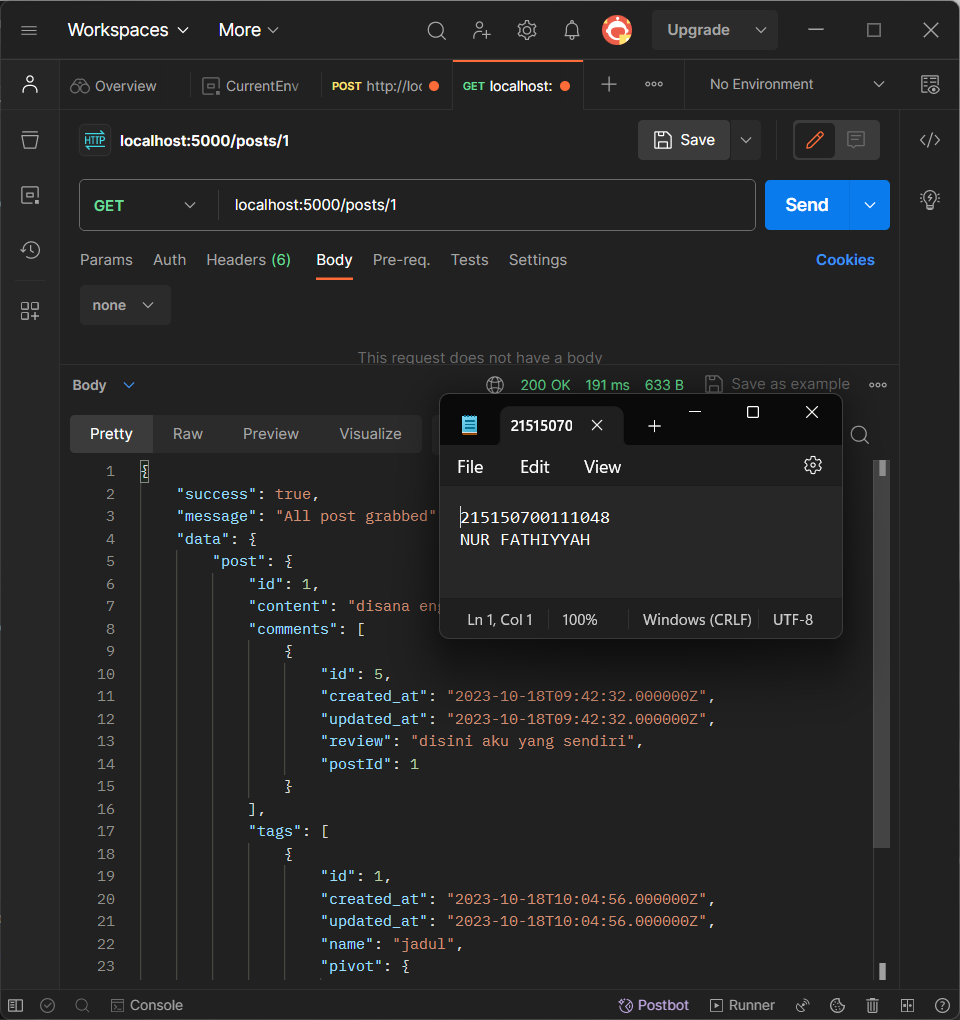 Workspaces More Upgrade
Overview CurrentEnv POST http://loc GET localhost: No Environment
HTTP localhost:5000/posts/1 Save
GET localhost:5000/posts/1 Send
Params Auth Headers (6) Body Pre-req. Tests Settings Cookies
none
This request does not have a body
Body 200 OK 191 ms 633 B Save as example
Pretty Raw Preview Visualize
21515070
File Edit View
215150700111048
NUR FATHIYYAH
Ln 1, Col 1 100% Windows (CRLF) UTF-8
1 {
2 "success": true,
3 "message": "All post grabbed"
4 "data": {
5 "post": {
6 "id": 1,
7 "content": "disana eng
8 "comments": [
9 {
10 "id": 5,
11 "created_at": "2023-10-18T09:42:32.000000Z",
12 "updated_at": "2023-10-18T09:42:32.000000Z",
13 "review": "disini aku yang sendiri",
14 "postId": 1
15 }
16 ],
17 "tags": [
18 {
19 "id": 1,
20 "created_at": "2023-10-18T10:04:56.000000Z",
21 "updated_at": "2023-10-18T10:04:56.000000Z",
22 "name": "jadul",
23 "pivot": {
Console Postbot Runner